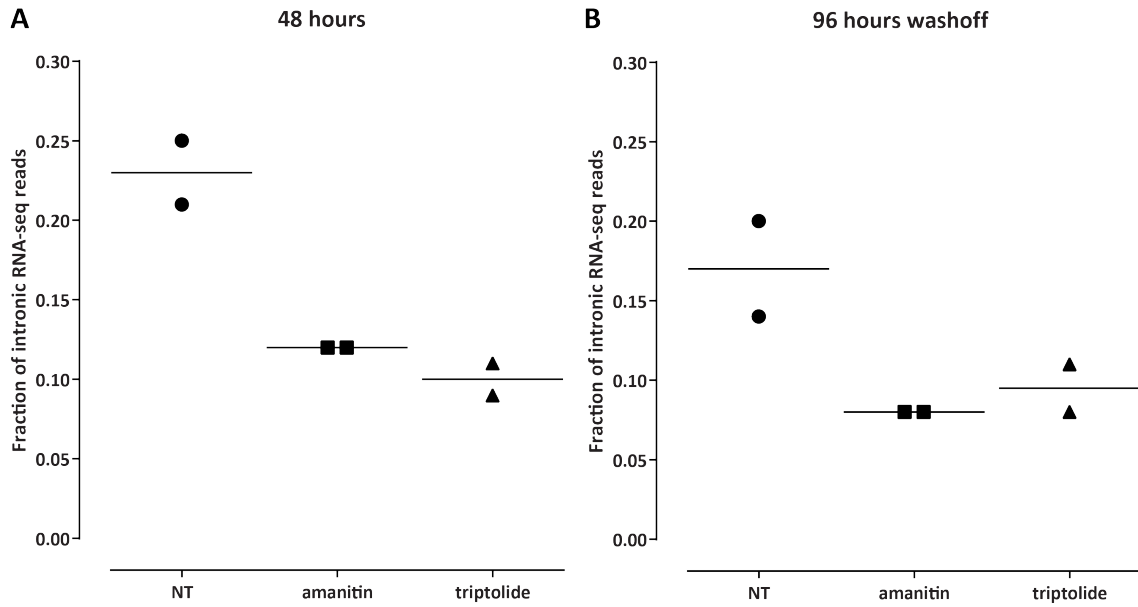 A
48 hours
Fraction of intronic RNA-seq reads
0.30
0.25
0.20
0.15
0.10
0.05
0.00
NT
amanitin
triptolide
B
96 hours washoff
Fraction of intronic RNA-seq reads
0.30
0.25
0.20
0.15
0.10
0.05
0.00
NT
amanitin
triptolide